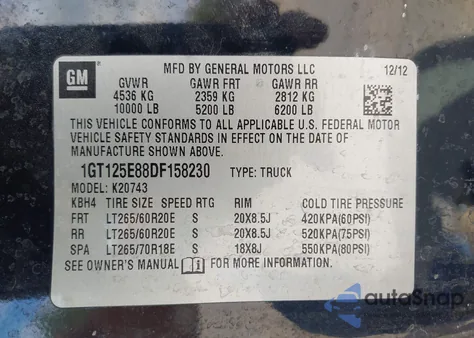 GM
MFD BY GENERAL MOTORS LLC 12/12
GVWR GAWR FRT GAWR RR
4536 KG 2359 KG 2812 KG
10000 LB 5200 LB 6200 LB
THIS VEHICLE CONFORMS TO ALL APPLICABLE U.S. FEDERAL MOTOR
VEHICLE SAFETY STANDARDS IN EFFECT ON THE DATE OF
MANUFACTURE SHOWN ABOVE.
1GT125E88DF158230 TYPE: TRUCK
MODEL: K20743
KBH4 TIRE SIZE SPEED RTG RIM COLD TIRE PRESSURE
FRT LT265/60R20E S 20X8.5J 420KPA(60PSI)
RR LT265/60R20E S 20X8.5J 520KPA(75PSI)
SPA LT265/70R18E S 18X8J 550KPA(80PSI)
SEE OWNER'S MANUAL FOR MORE INFORMATION.
autoSnap